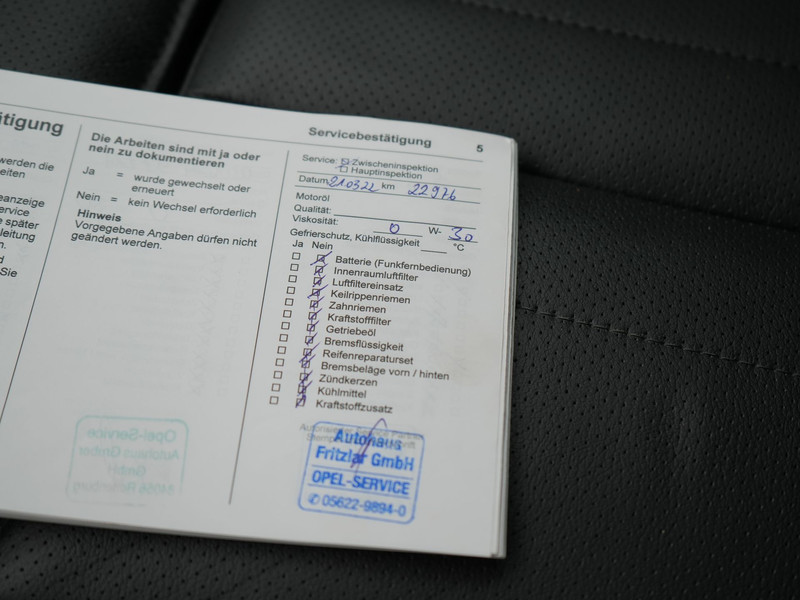 ätigung
werden die
eiten
eanzeige
ervice
e später
leitung
n.
d
Sie
Die Arbeiten sind mit ja oder
nein zu dokumentieren
Ja = wurde gewechselt oder
erneuert
Nein = kein Wechsel erforderlich
Hinweis
Vorgegebene Angaben dürfen nicht
geändert werden.
Opel-Service
Autohaus Gruber
GmbH
Servicebestätigung 5
Service: Zwischeninspektion
Hauptinspektion
Datum 210322 km 22976
Motoröl
Qualität:
Viskosität: 0 W- 30
Gefrierschutz, Kühlflüssigkeit °C
Ja Nein
Batterie (Funkfernbedienung)
Innenraumluftfilter
Luftfiltereinsatz
Keilrippenriemen
Zahnriemen
Kraftstofffilter
Getriebeöl
Bremsflüssigkeit
Reifenreparaturset
Bremsbeläge vorn / hinten
Zündkerzen
Kühlmittel
Kraftstoffzusatz
Autohaus
Fritzlar GmbH
OPEL-SERVICE
05622-9894-0